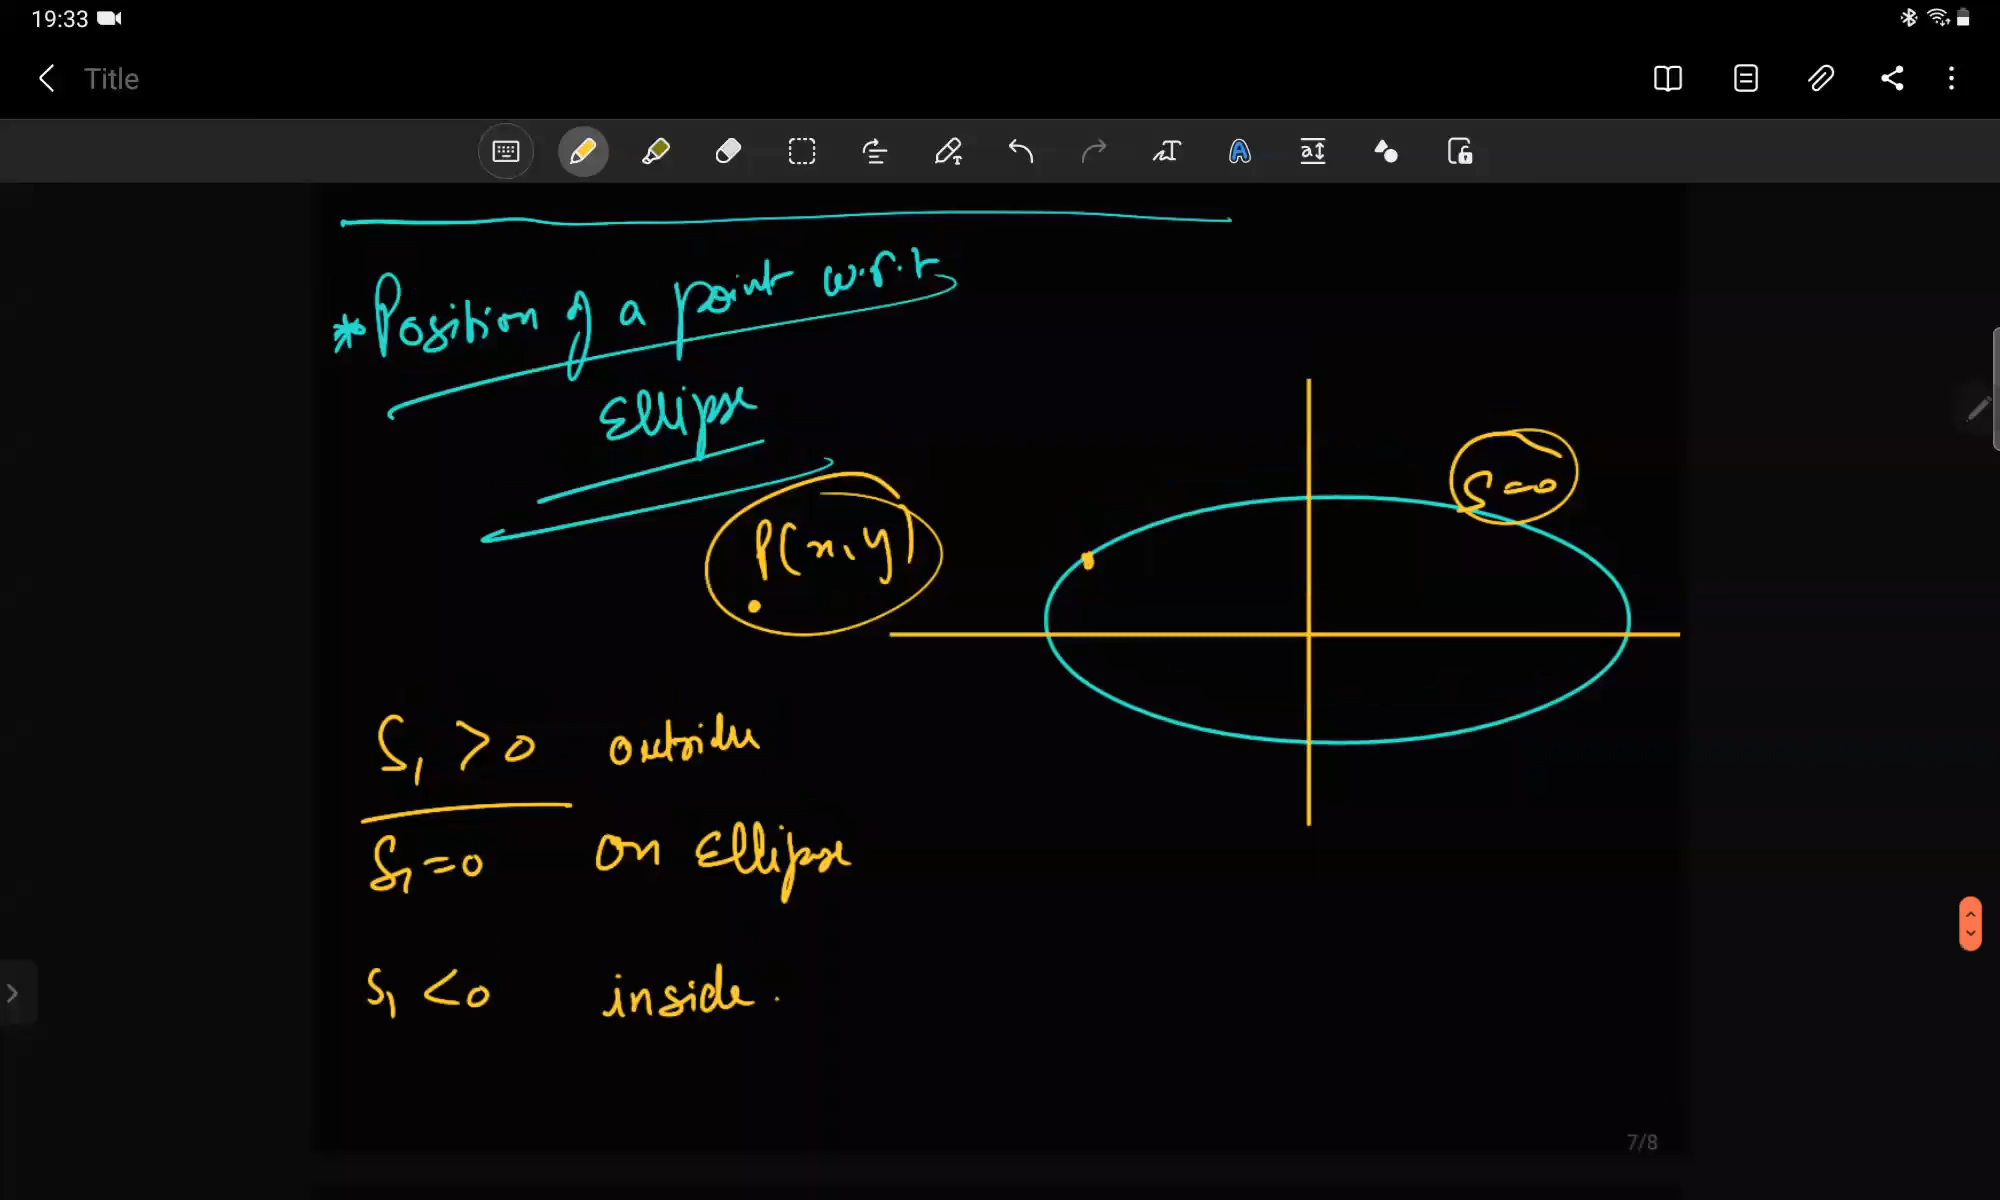 19:33
Title
*Position of a point w.r.t
Ellipse
P(x, y)
S=0
S₁ > 0 outside
S₁ = 0 on Ellipse
S₁ < 0 inside.
7/8